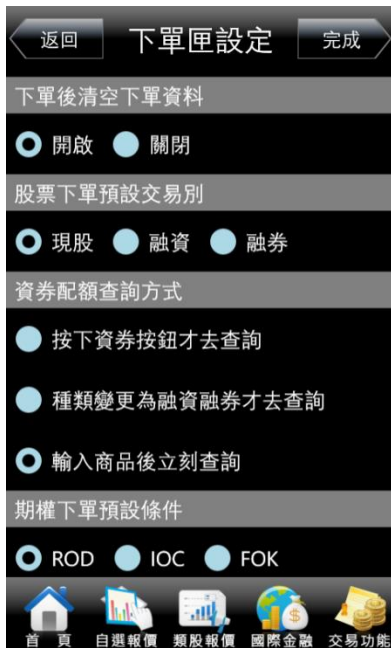 返回 下單匣設定 完成
下單後清空下單資料
開啟 關閉
股票下單預設交易別
現股 融資 融券
資券配額查詢方式
按下資券按鈕才去查詢
種類變更為融資融券才去查詢
輸入商品後立刻查詢
期權下單預設條件
ROD IOC FOK
首頁 自選報價 類股報價 國際金融 交易功能